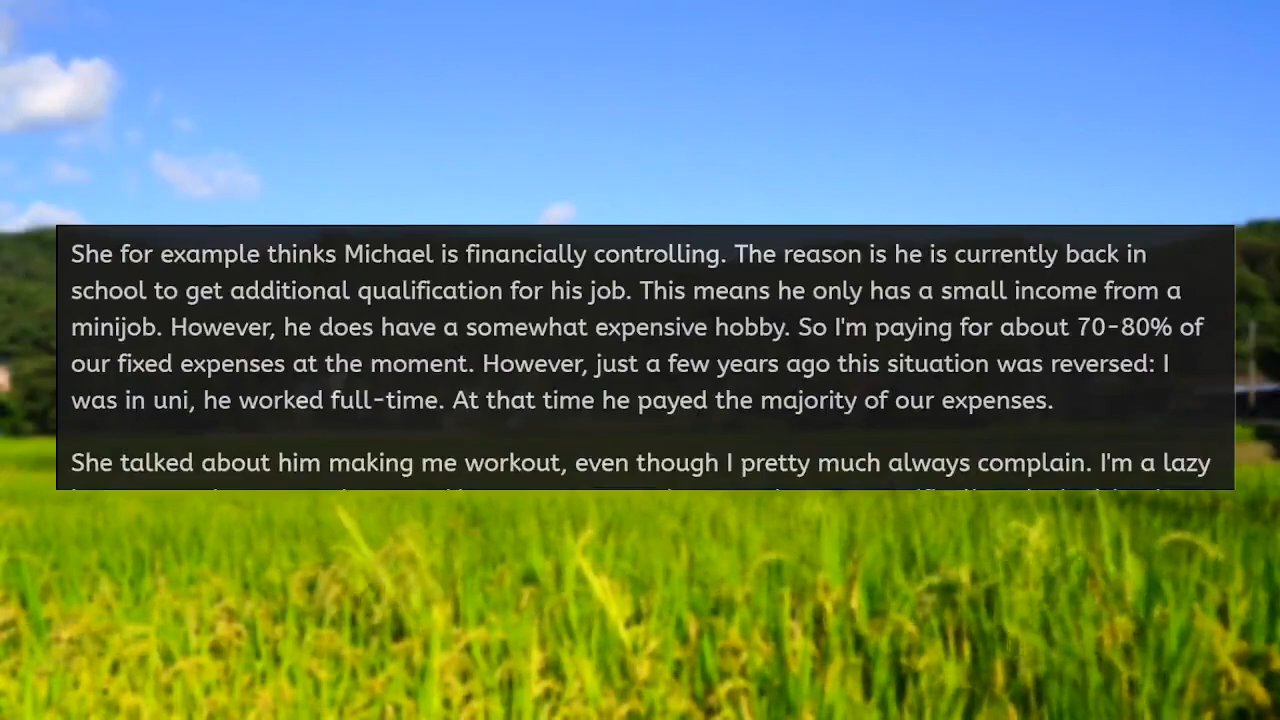 She for example thinks Michael is financially controlling. The reason is he is currently back in
school to get additional qualification for his job. This means he only has a small income from a
minijob. However, he does have a somewhat expensive hobby. So I'm paying for about 70-80% of
our fixed expenses at the moment. However, just a few years ago this situation was reversed: I
was in uni, he worked full-time. At that time he payed the majority of our expenses.
She talked about him making me workout, even though I pretty much always complain. I'm a lazy